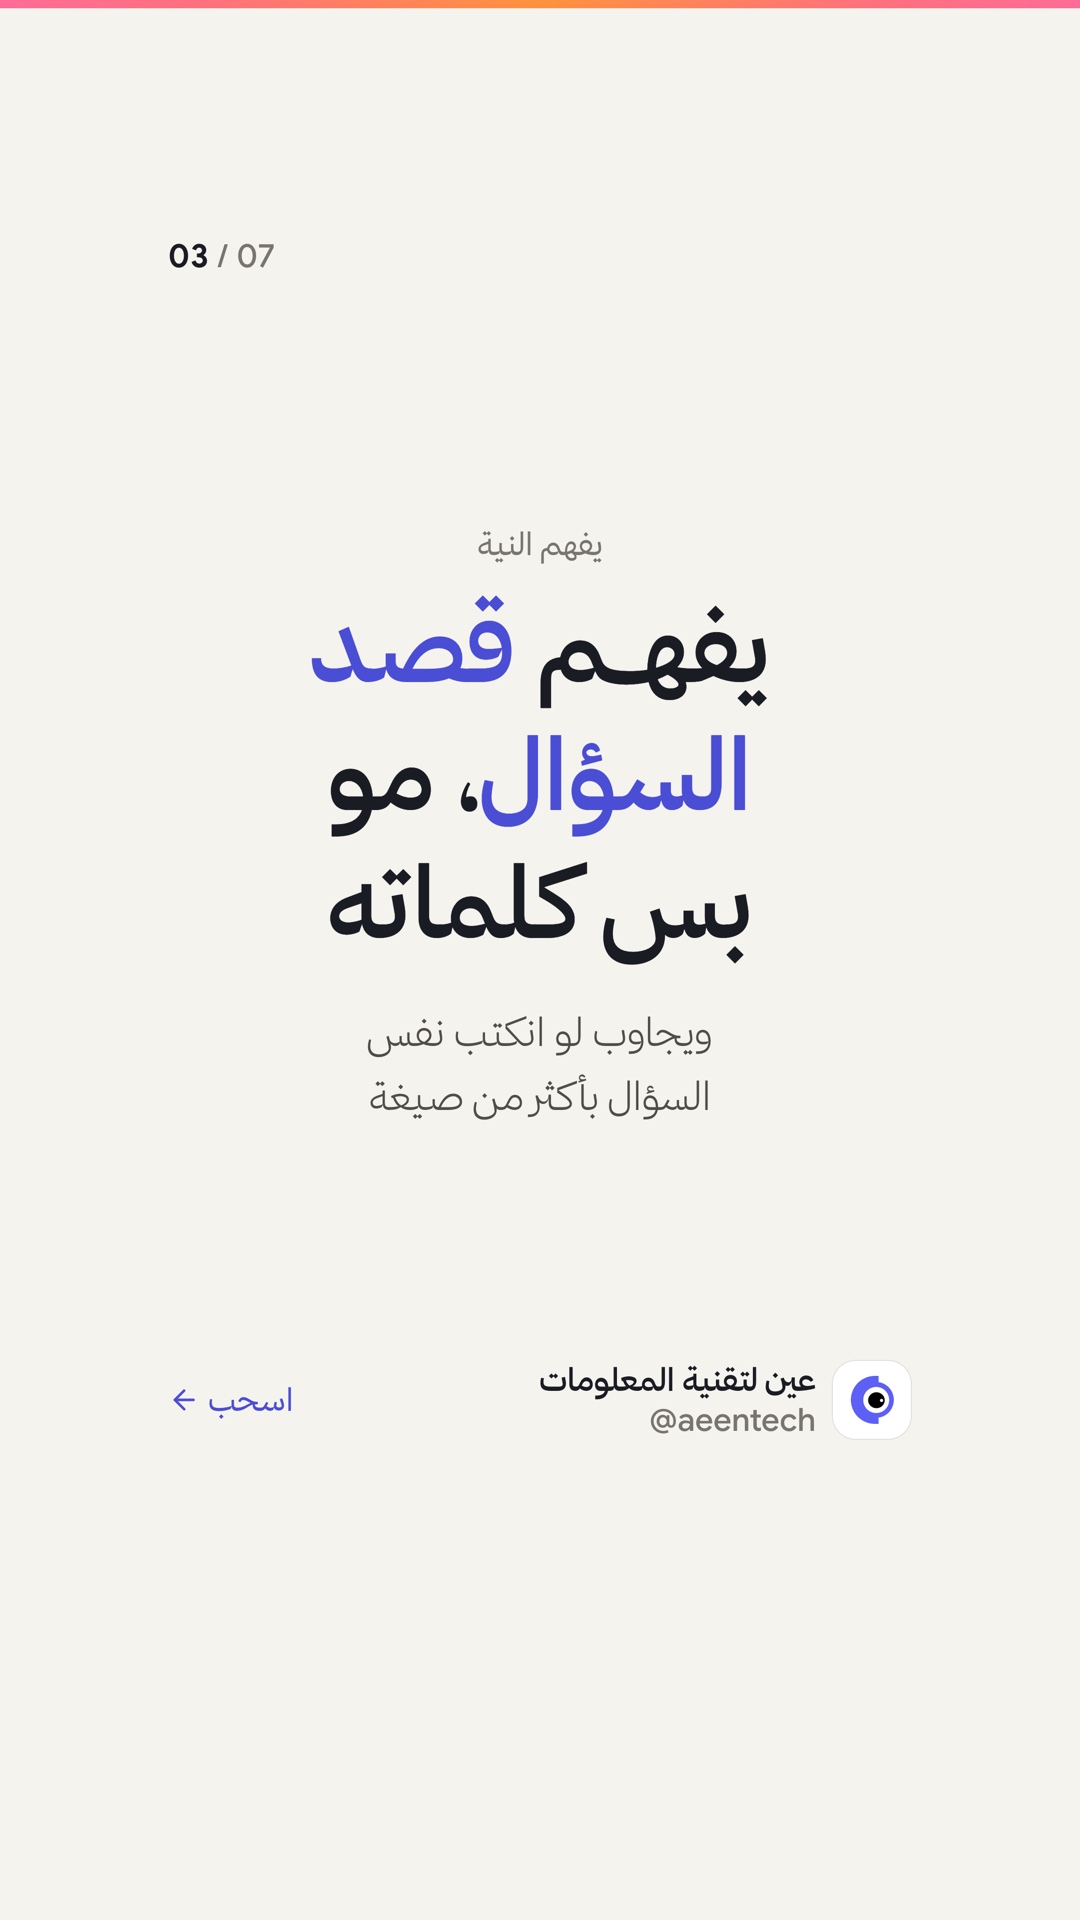 03 / 07
يفهم النية
يفهم قصد
السؤال، مو
بس كلماته
ويجاوب لو انكتب نفس
السؤال بأكثر من صيغة
عين لتقنية المعلومات
@aeentech
اسحب ←